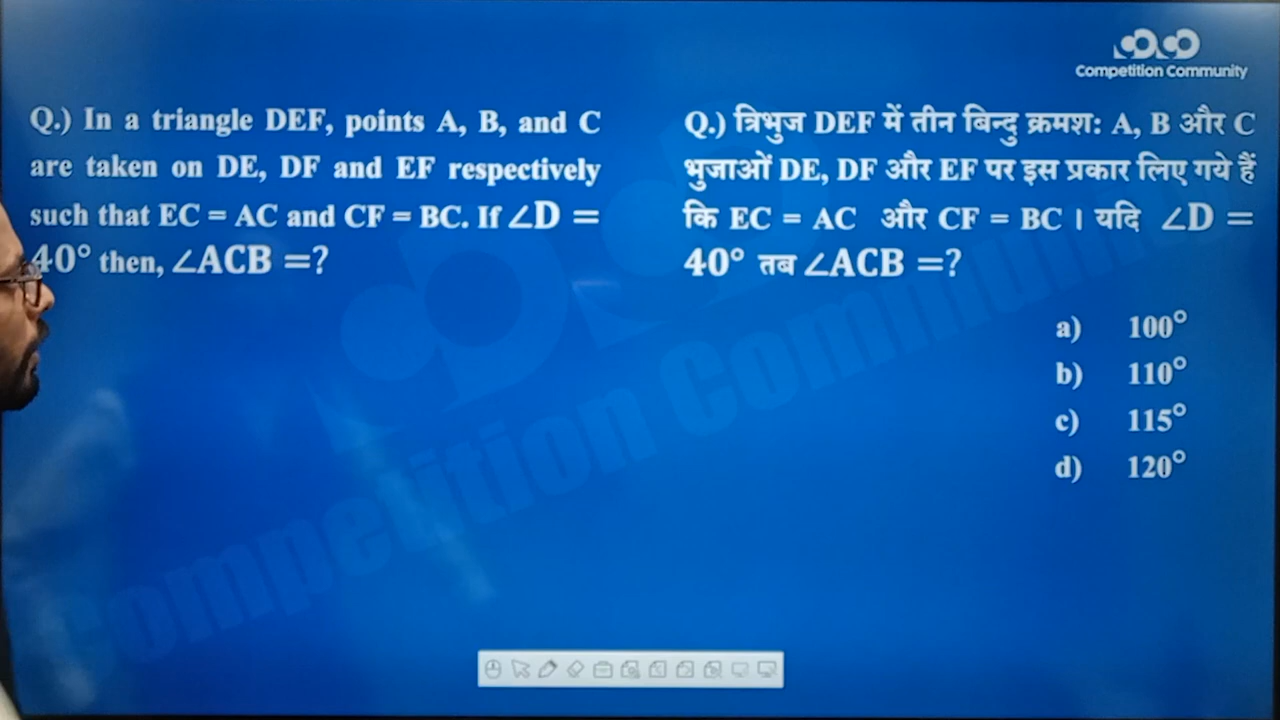 Competition Community
Q.) In a triangle DEF, points A, B, and C
are taken on DE, DF and EF respectively
such that EC = AC and CF = BC. If ∠D =
40° then, ∠ACB =?
Q.) त्रिभुज DEF में तीन बिन्दु क्रमश: A, B और C
भुजाओं DE, DF और EF पर इस प्रकार लिए गये हैं
कि EC = AC और CF = BC । यदि ∠D =
40° तब ∠ACB =?
a) 100°
b) 110°
c) 115°
d) 120°
Competition Community